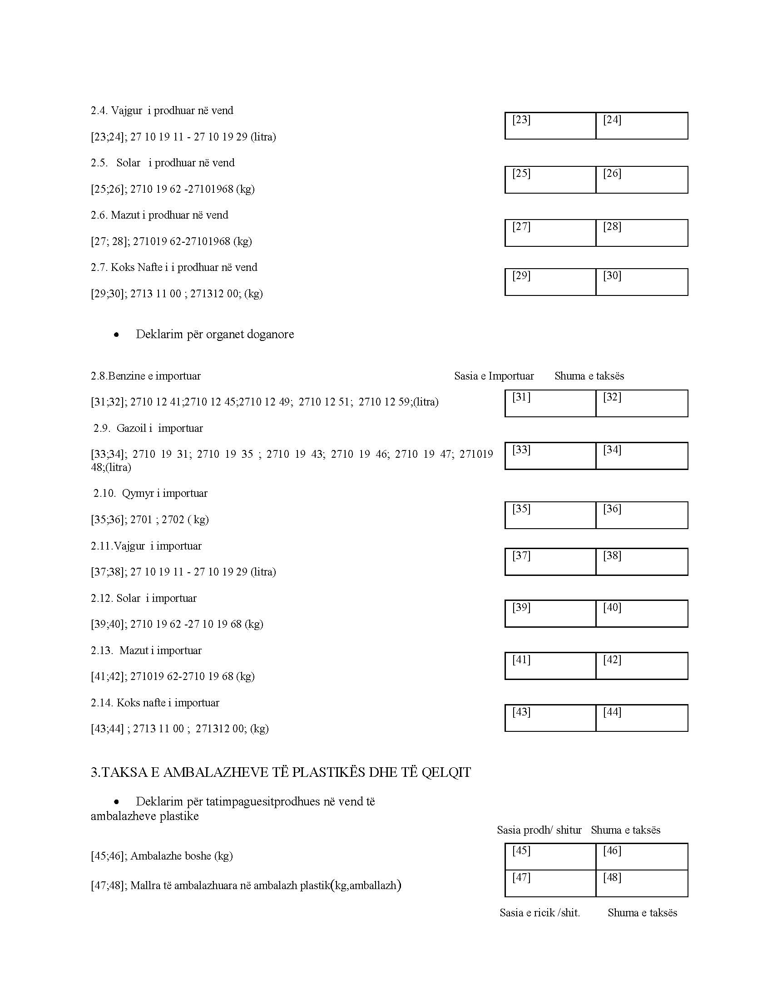 2.4. Vajgur i prodhuar në vend
[23] [24]
[23;24]; 27 10 19 11 - 27 10 19 29 (litra)
2.5. Solar i prodhuar në vend
[25] [26]
[25;26]; 2710 19 62 -27101968 (kg)
2.6. Mazut i prodhuar në vend
[27] [28]
[27; 28]; 271019 62-27101968 (kg)
2.7. Koks Nafte i i prodhuar në vend
[29] [30]
[29;30]; 2713 11 00 ; 271312 00; (kg)
• Deklarim për organet doganore
2.8.Benzine e importuar Sasia e Importuar Shuma e taksës
[31;32]; 2710 12 41;2710 12 45;2710 12 49; 2710 12 51; 2710 12 59;(litra) [31] [32]
2.9. Gazoil i importuar
[33;34]; 2710 19 31; 2710 19 35 ; 2710 19 43; 2710 19 46; 2710 19 47; 271019 [33] [34]
48;(litra)
2.10. Qymyr i importuar
[35] [36]
[35;36]; 2701 ; 2702 ( kg)
2.11.Vajgur i importuar
[37] [38]
[37;38]; 27 10 19 11 - 27 10 19 29 (litra)
2.12. Solar i importuar
[39] [40]
[39;40]; 2710 19 62 -27 10 19 68 (kg)
2.13. Mazut i importuar
[41] [42]
[41;42]; 271019 62-2710 19 68 (kg)
2.14. Koks nafte i importuar
[43] [44]
[43;44] ; 2713 11 00 ; 271312 00; (kg)
3.TAKSA E AMBALAZHEVE TË PLASTIKËS DHE TË QELQIT
• Deklarim për tatimpaguesitprodhues në vend të
ambalazheve plastike
Sasia prodh/ shitur Shuma e taksës
[45;46]; Ambalazhe boshe (kg) [45] [46]
[47;48]; Mallra të ambalazhuara në ambalazh plastik(kg,amballazh) [47] [48]
Sasia e ricik /shit. Shuma e taksës